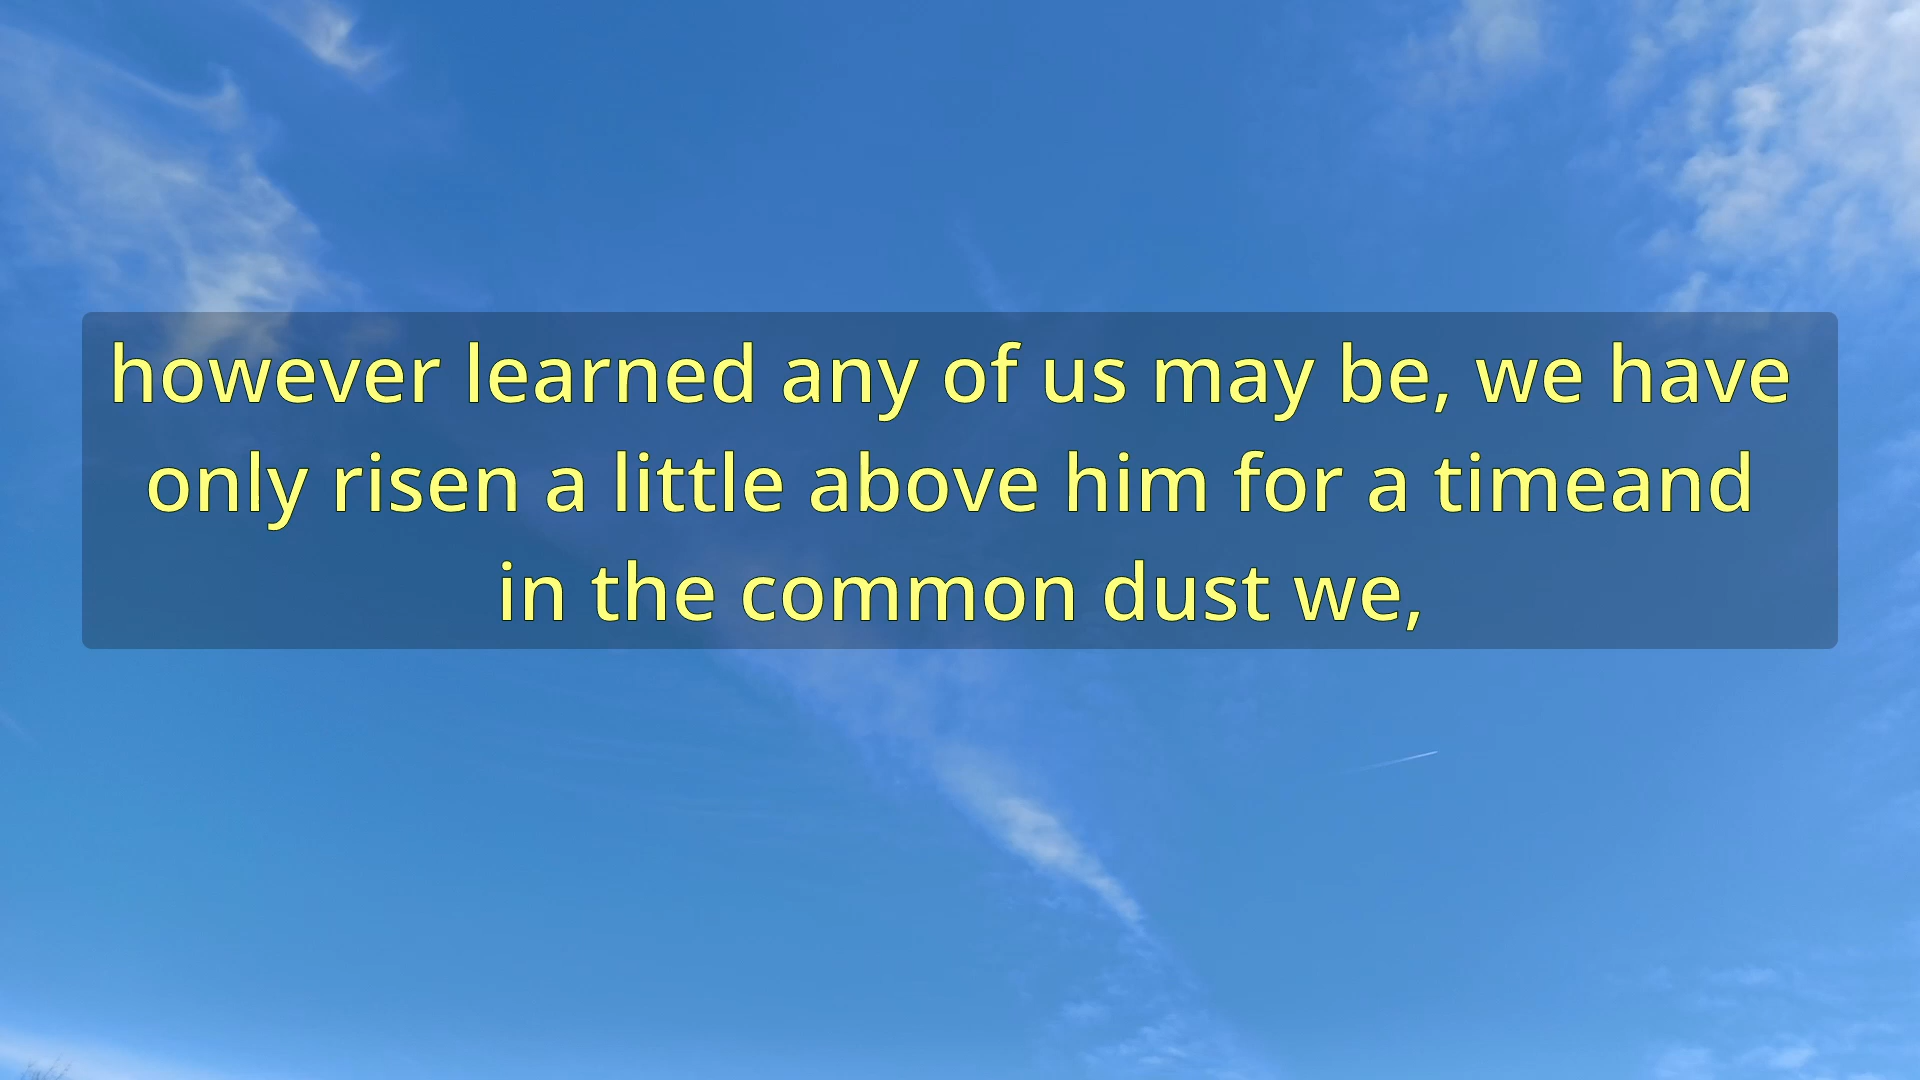 however learned any of us may be, we have
only risen a little above him for a timeand
in the common dust we,